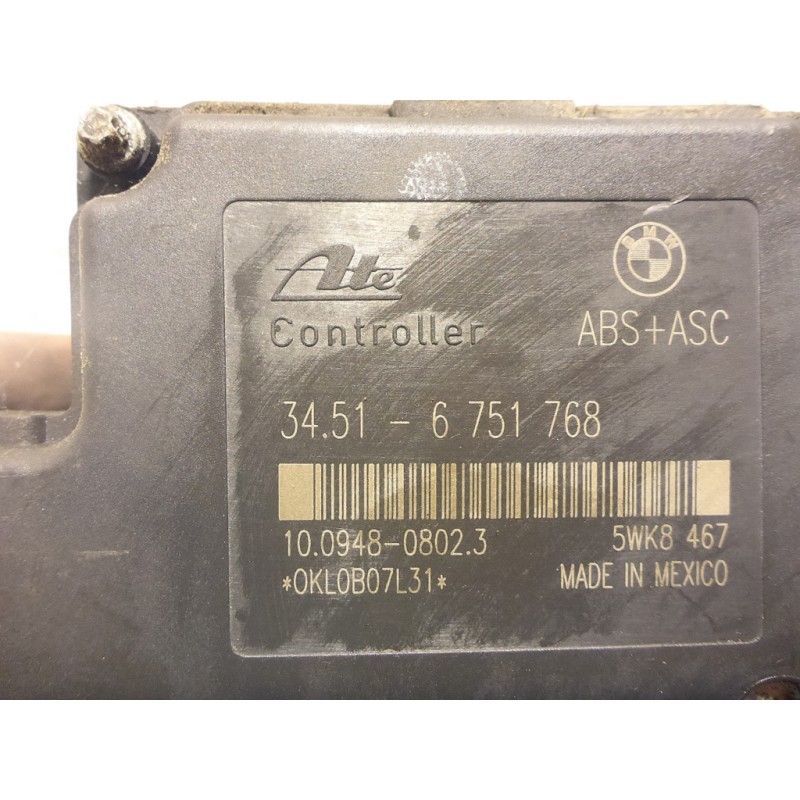 Ate
BMW
Controller ABS+ASC
34.51 - 6 751 768
10.0948-0802.3 5WK8 467
*0KL0B07L31* MADE IN MEXICO